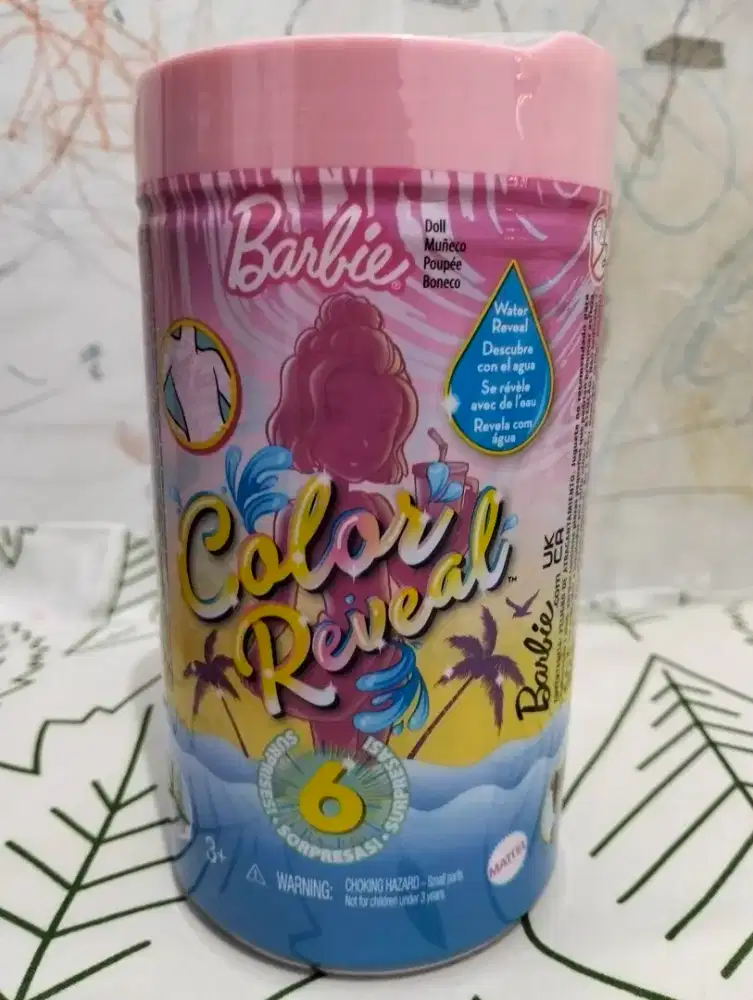 Barbie®
Doll
Muñeco
Poupée
Boneco
Water
Reveal
Descubre
con el agua
Se révèle
avec de l'eau
Revela com
água
Color
Reveal™
UK
CA
Barbie.com
6
SURPRISES! • SORPRESAS! • SURPRESAS!
3+
WARNING: CHOKING HAZARD – Small parts
Not for children under 3 years.
MATTEL